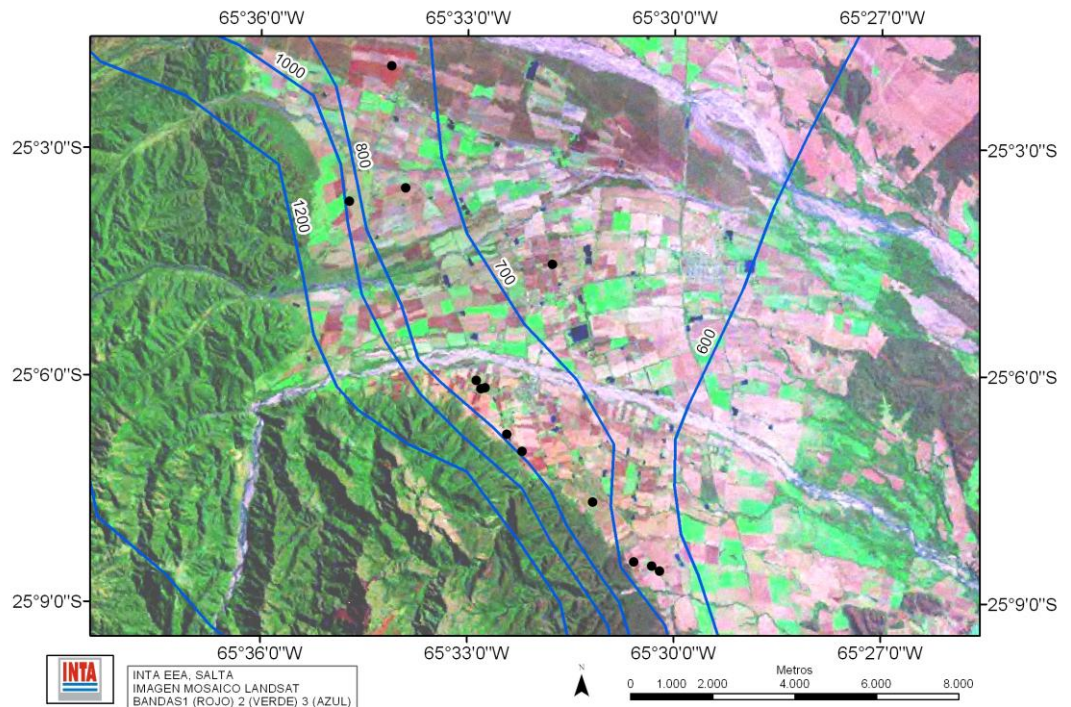 65°36'0"W 65°33'0"W 65°30'0"W 65°27'0"W
1000
25°3'0"S 25°3'0"S
800
1200
700
600
25°6'0"S 25°6'0"S
25°9'0"S 25°9'0"S
65°36'0"W 65°33'0"W 65°30'0"W 65°27'0"W
INTA
INTA EEA, SALTA
IMAGEN MOSAICO LANDSAT
BANDAS1 (ROJO) 2 (VERDE) 3 (AZUL)
N
Metros
0 1.000 2.000 4.000 6.000 8.000